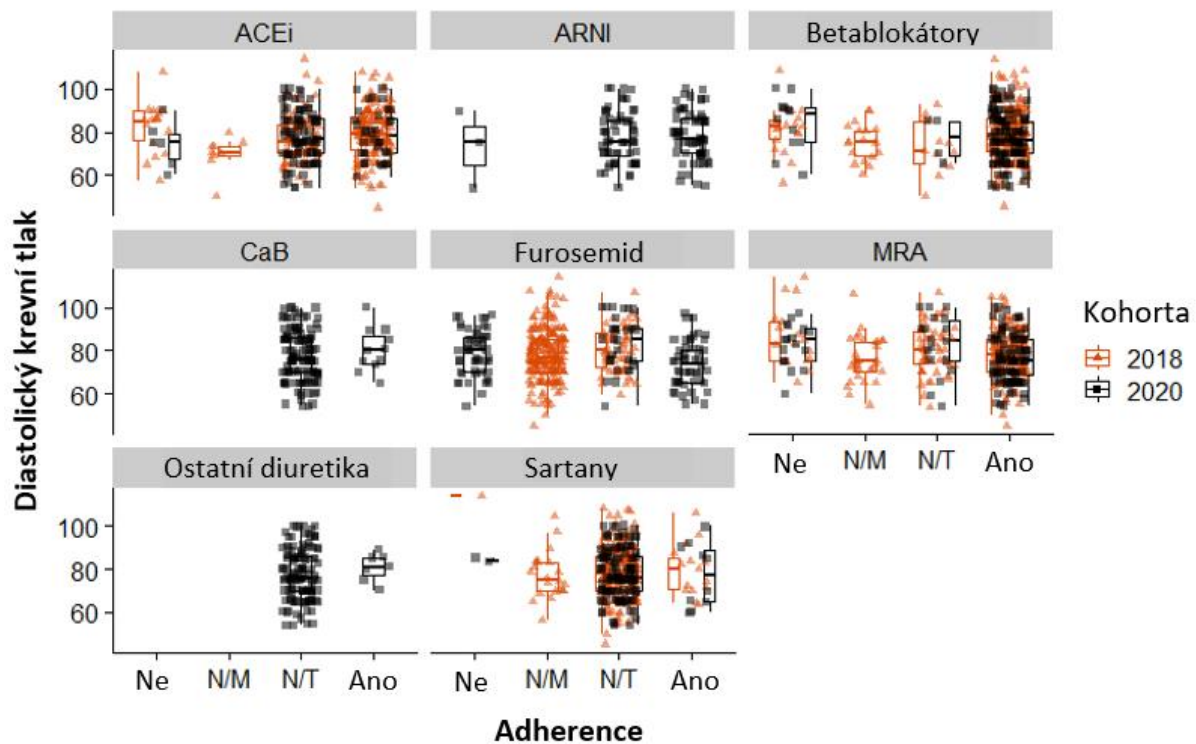 ACEi ARNI Betablokátory
100
80
60
CaB Furosemid MRA
100
80
60
Ne N/M N/T Ano
Ostatní diuretika Sartany
100
80
60
Ne N/M N/T Ano Ne N/M N/T Ano
Adherence
Diastolický krevní tlak
Kohorta
2018
2020